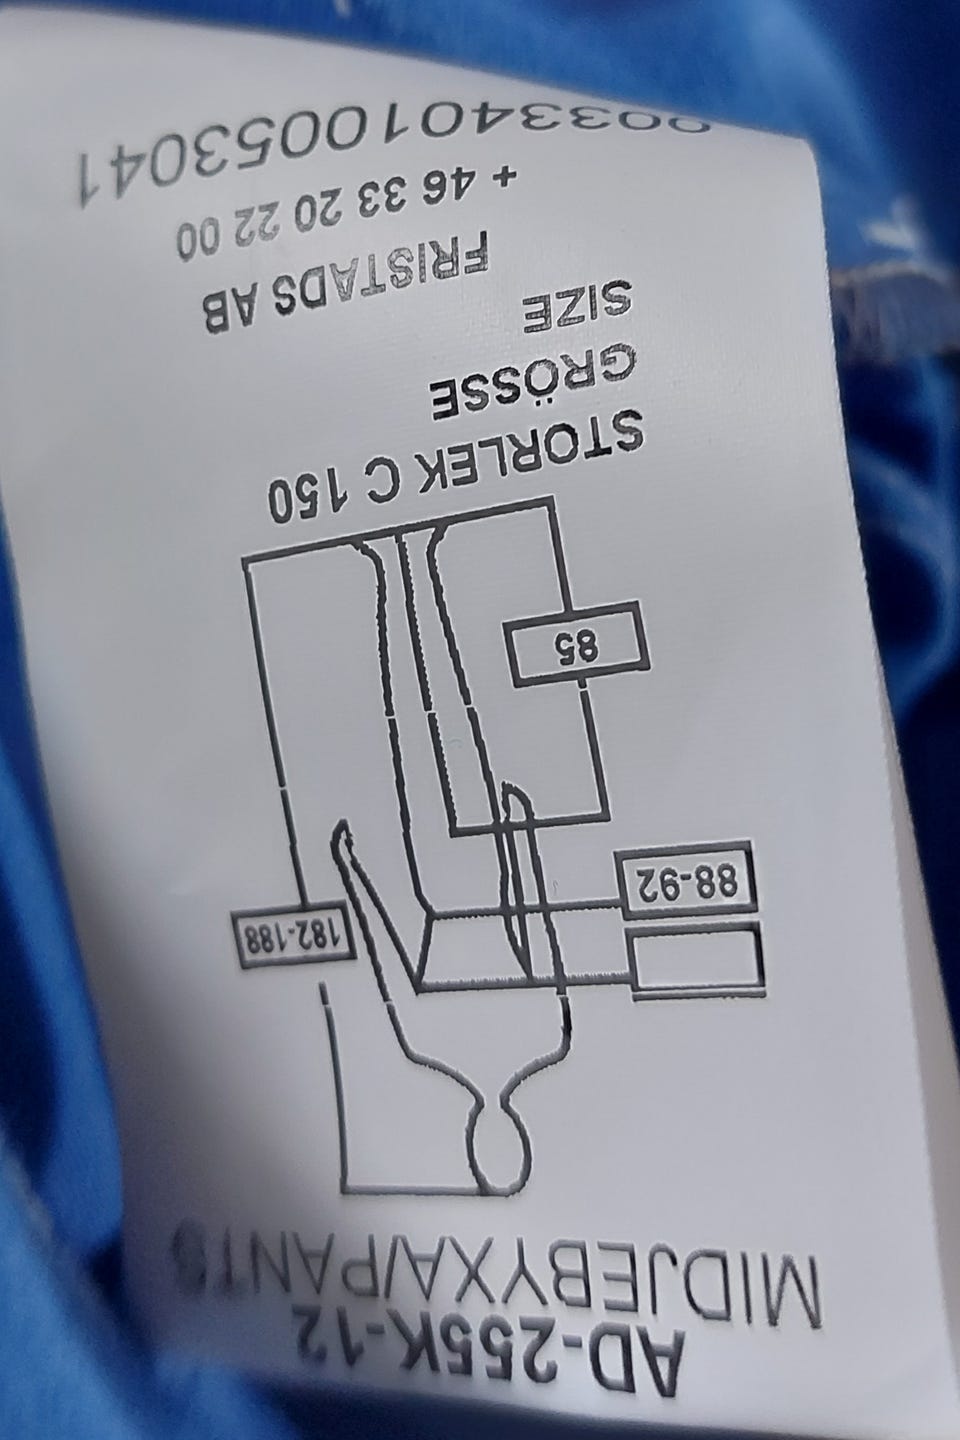 AD-255K-12
MIDJEBYXA/PANTS
182-188
88-92
85
STORLEK C 150
GRÖSSE
SIZE
FRISTADS AB
+ 46 33 20 22 00
00334010053041